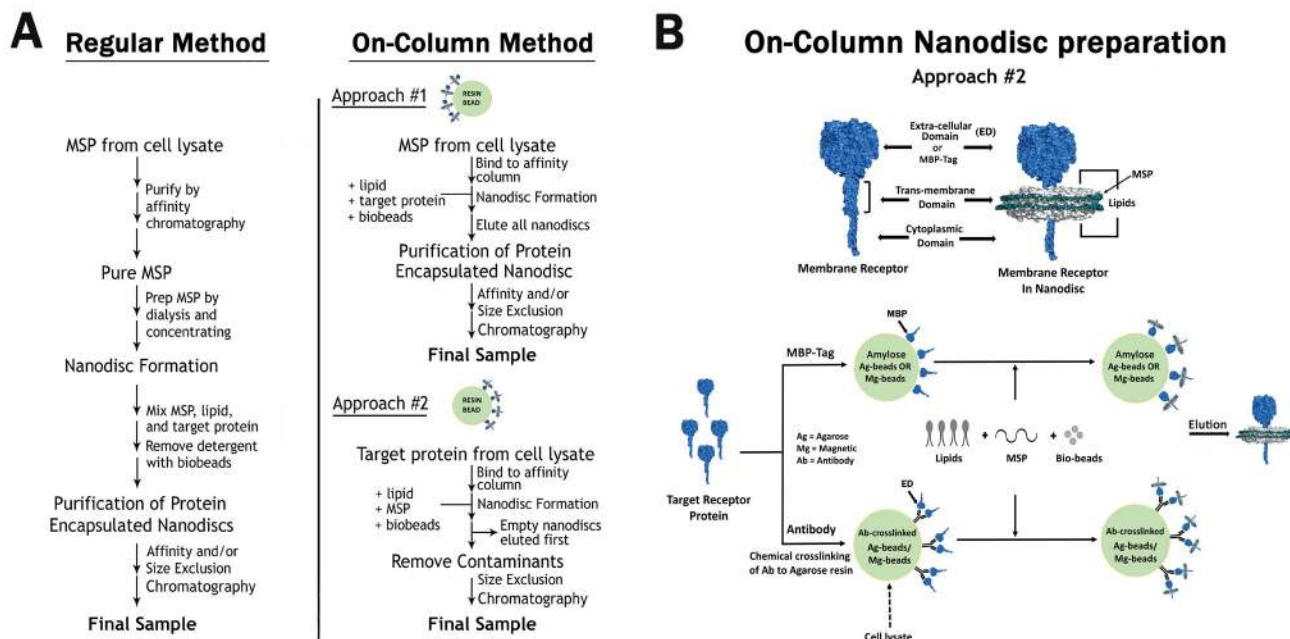 A
Regular Method
MSP from cell lysate
Purify by
affinity
chromatography
Pure MSP
Prep MSP by
dialysis and
concentrating
Nanodisc Formation
Mix MSP, lipid,
and target protein
Remove detergent
with biobeads
Purification of Protein
Encapsulated Nanodiscs
Affinity and/or
Size Exclusion
Chromatography
Final Sample
On-Column Method
Approach #1
RESIN
BEAD
MSP from cell lysate
Bind to affinity
column
+ lipid
+ target protein
+ biobeads
Nanodisc Formation
Elute all nanodiscs
Purification of Protein
Encapsulated Nanodisc
Affinity and/or
Size Exclusion
Chromatography
Final Sample
Approach #2
RESIN
BEAD
Target protein from cell lysate
Bind to affinity
column
+ lipid
+ MSP
+ biobeads
Nanodisc Formation
Empty nanodiscs
eluted first
Remove Contaminants
Size Exclusion
Chromatography
Final Sample
B
On-Column Nanodisc preparation
Approach #2
Extra-cellular (ED)
Domain
or
MBP-Tag
MSP
Lipids
Trans-membrane
Domain
Cytoplasmic
Domain
Membrane Receptor
Membrane Receptor
In Nanodisc
MBP
MBP-Tag
Amylose
Ag-beads OR
Mg-beads
Amylose
Ag-beads OR
Mg-beads
Ag = Agarose
Mg = Magnetic
Ab = Antibody
Lipids + MSP + Bio-beads
Elution
Target Receptor
Protein
ED
Antibody
Chemical crosslinking
of Ab to Agarose resin
Ab-crosslinked
Ag-beads/
Mg-beads
Ab-crosslinked
Ag-beads/
Mg-beads
Cell lysate